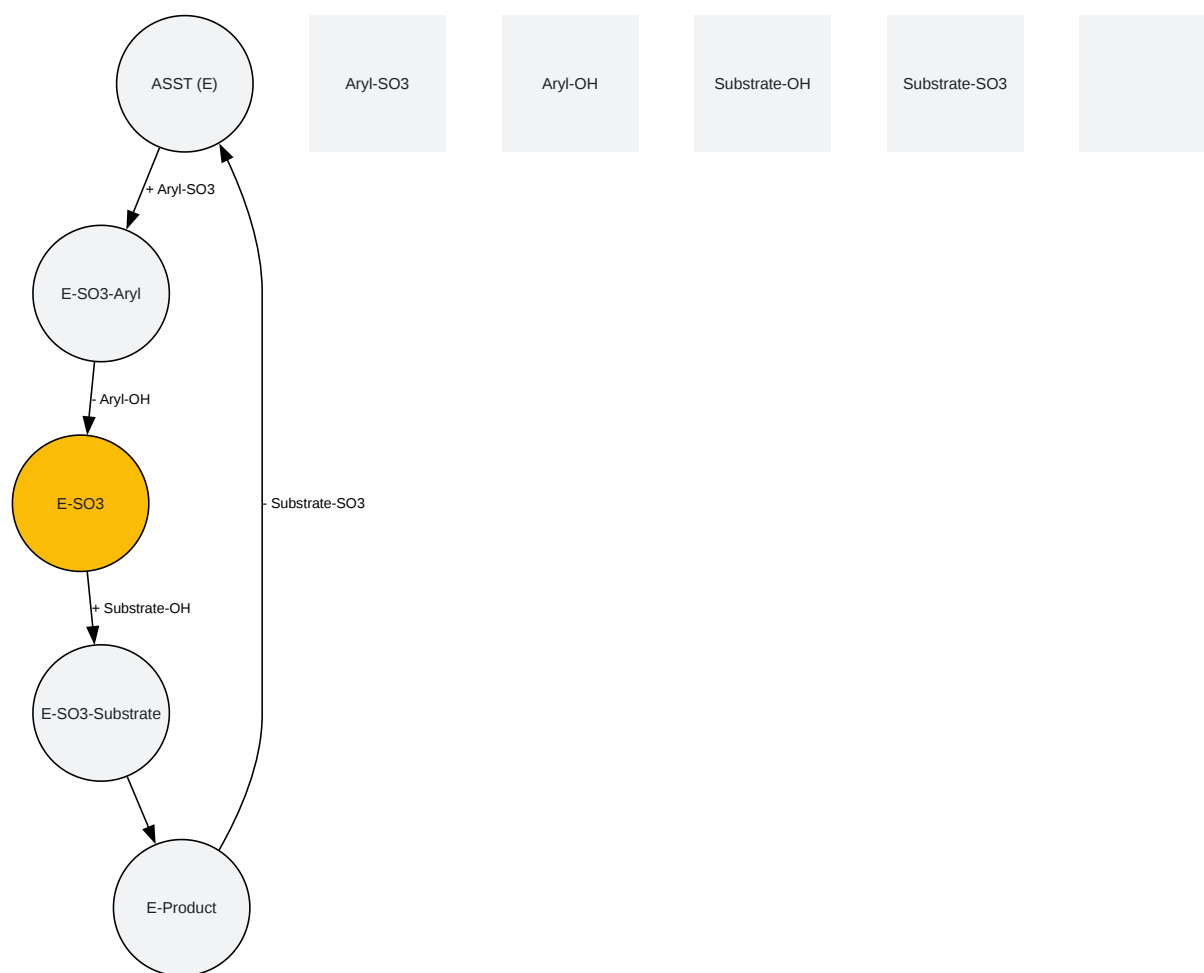 ASST (E)
Aryl-SO3
Aryl-OH
Substrate-OH
Substrate-SO3
+ Aryl-SO3
E-SO3-Aryl
- Aryl-OH
E-SO3
- Substrate-SO3
+ Substrate-OH
E-SO3-Substrate
E-Product